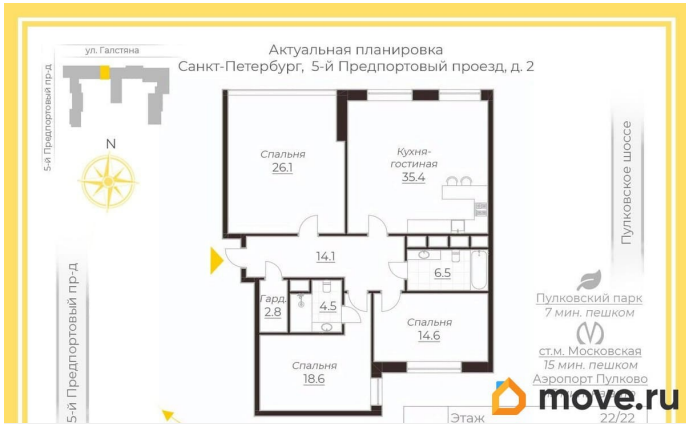 ул. Галстяна
5-й Предпортовый пр-д
Актуальная планировка
Санкт-Петербург, 5-й Предпортовый проезд, д. 2
N
Спальня
26.1
Кухня-
гостиная
35.4
14.1
6.5
Гард.
2.8
4.5
Спальня
14.6
Спальня
18.6
5-й Предпортовый пр-д
Пулковское шоссе
Пулковский парк
7 мин. пешком
ст.м. Московская
15 мин. пешком
Аэропорт Пулково
move.ru
Этаж
22/22